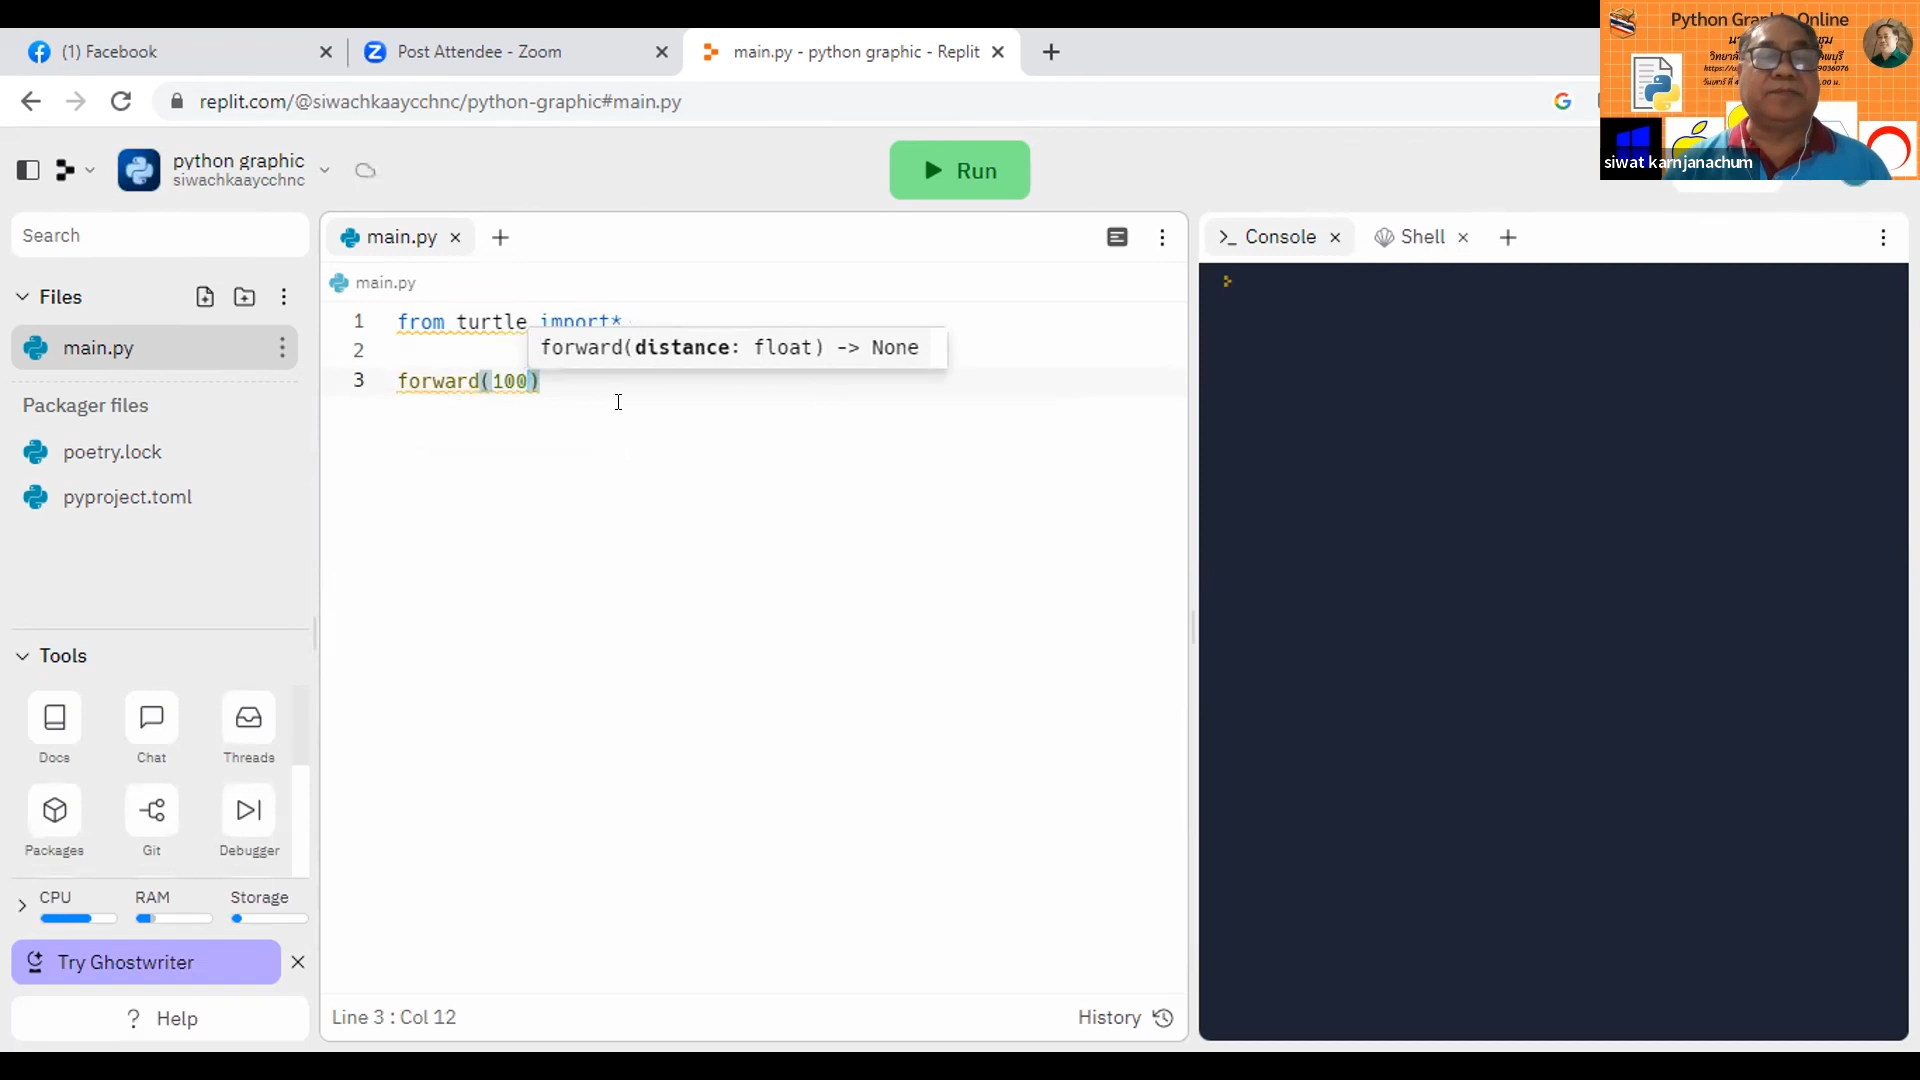 (1) Facebook
Post Attendee - Zoom
main.py - python graphic - Replit
replit.com/@siwachkaaycchnc/python-graphic#main.py
Python Graphic Online
siwat karnjanachum
python graphic
siwachkaaycchnc
Run
Search
main.py
Console
Shell
Files
main.py
main.py
1 from turtle import*
forward(distance: float) -> None
2
3 forward(100)
Packager files
poetry.lock
pyproject.toml
Tools
Docs
Chat
Threads
Packages
Git
Debugger
CPU
RAM
Storage
Try Ghostwriter
Help
Line 3 : Col 12
History